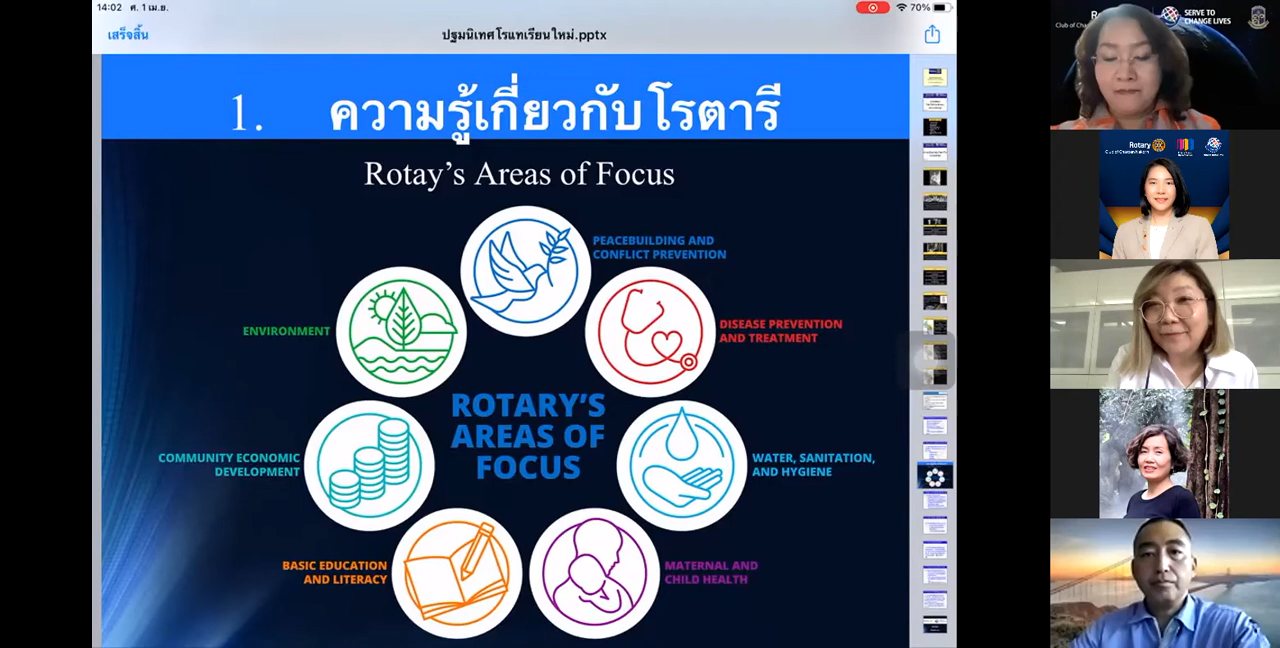 14:02 ศ. 1 เม.ย.
70%
เสร็จสิ้น
ปฐมนิเทศโรแทเรียนใหม่.pptx
1. ความรู้เกี่ยวกับโรตารี
Rotay's Areas of Focus
PEACEBUILDING AND
CONFLICT PREVENTION
ENVIRONMENT
DISEASE PREVENTION
AND TREATMENT
ROTARY'S
AREAS OF
FOCUS
COMMUNITY ECONOMIC
DEVELOPMENT
WATER, SANITATION,
AND HYGIENE
BASIC EDUCATION
AND LITERACY
MATERNAL AND
CHILD HEALTH
SERVE TO
CHANGE LIVES
Club of Cha
Rotary